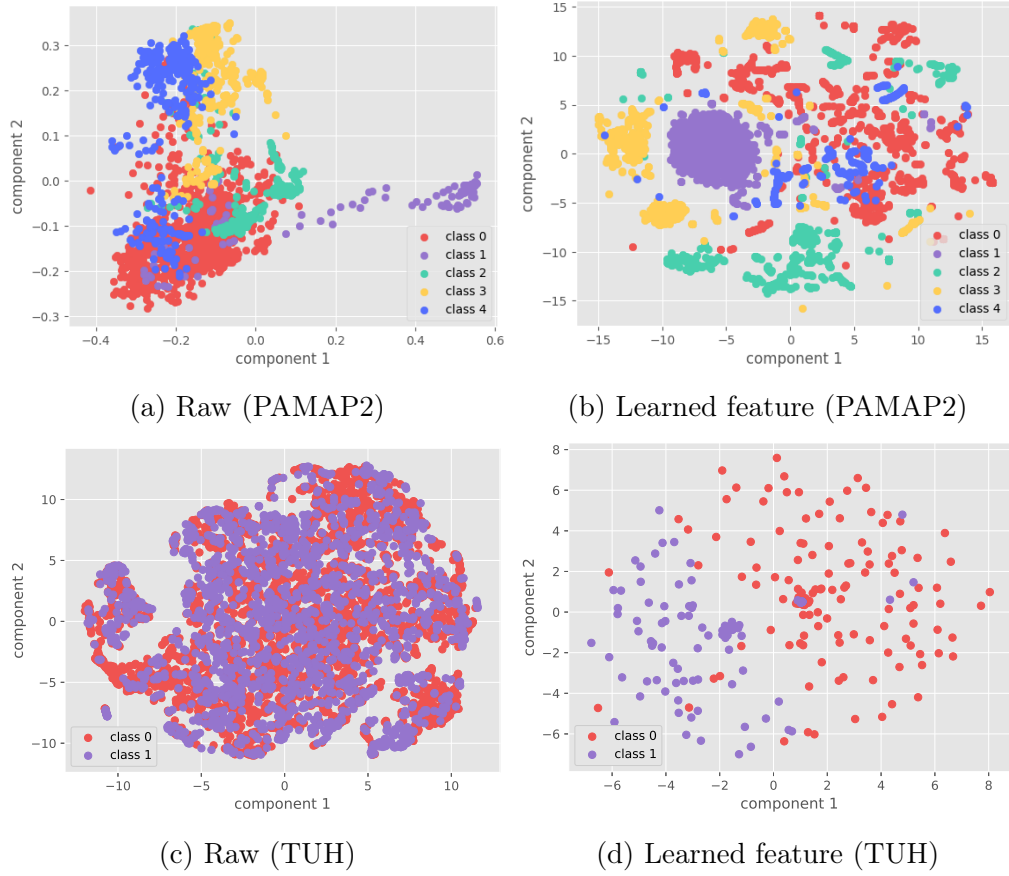 0.3
0.2
0.1
0.0
−0.1
−0.2
−0.3
component 2
−0.4 −0.2 0.0 0.2 0.4 0.6
component 1
class 0
class 1
class 2
class 3
class 4
15
10
5
0
−5
−10
−15
component 2
−15 −10 −5 0 5 10 15
component 1
class 0
class 1
class 2
class 3
class 4
(a) Raw (PAMAP2)
(b) Learned feature (PAMAP2)
10
5
0
−5
−10
component 2
−10 −5 0 5 10
component 1
class 0
class 1
8
6
4
2
0
−2
−4
−6
component 2
−6 −4 −2 0 2 4 6 8
component 1
class 0
class 1
(c) Raw (TUH)
(d) Learned feature (TUH)